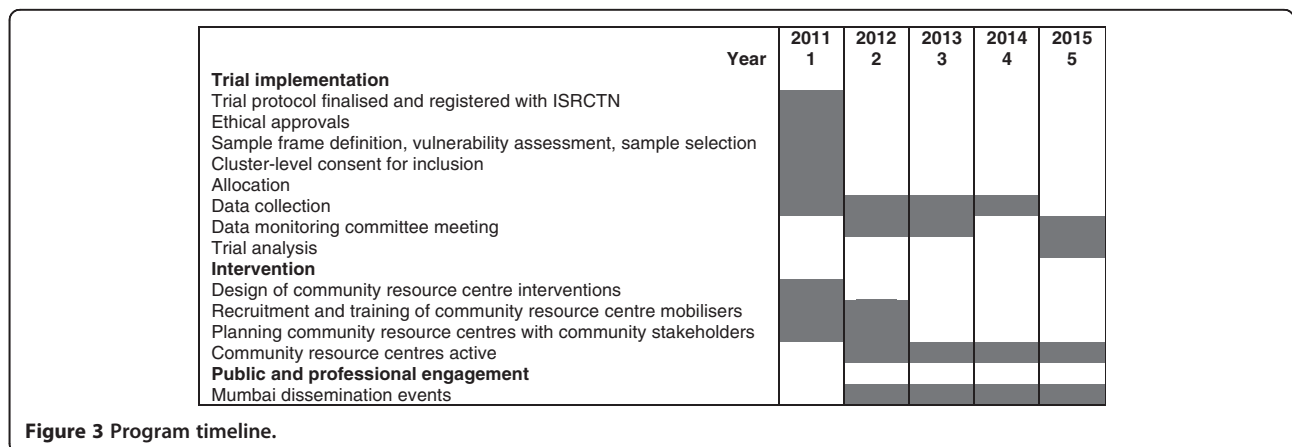 2011 2012 2013 2014 2015
Year 1 2 3 4 5
Trial implementation
Trial protocol finalised and registered with ISRCTN
Ethical approvals
Sample frame definition, vulnerability assessment, sample selection
Cluster-level consent for inclusion
Allocation
Data collection
Data monitoring committee meeting
Trial analysis
Intervention
Design of community resource centre interventions
Recruitment and training of community resource centre mobilisers
Planning community resource centres with community stakeholders
Community resource centres active
Public and professional engagement
Mumbai dissemination events
Figure 3 Program timeline.